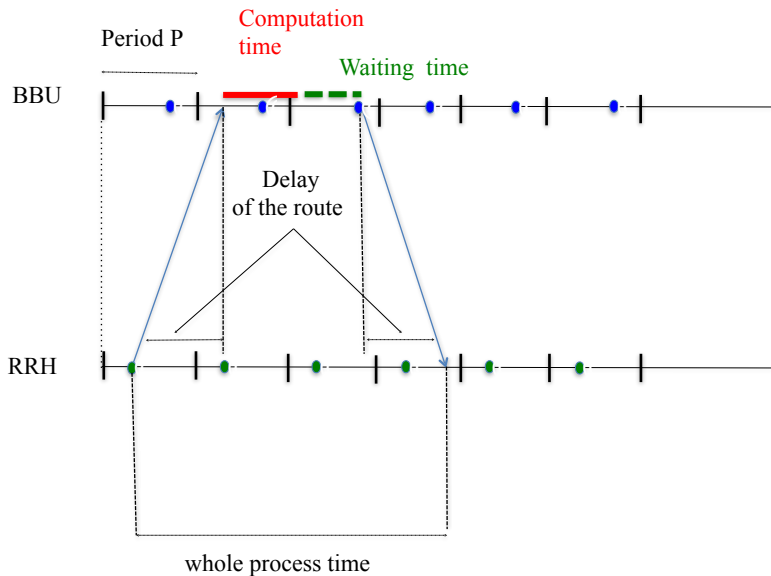 Computation
time
Period P
Waiting time
BBU
Delay
of the route
RRH
whole process time